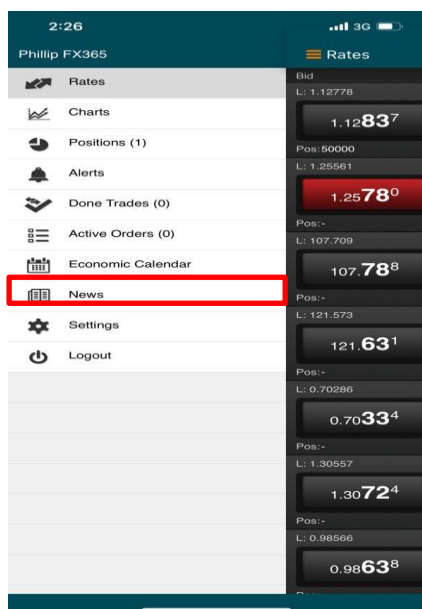 2:26
3G
Phillip FX365
Rates
Rates
Charts
Positions (1)
Alerts
Done Trades (0)
Active Orders (0)
Economic Calendar
News
Settings
Logout
Bid
L: 1.12778
1.12837
Pos:50000
L: 1.25561
1.25780
Pos:-
L: 107.709
107.788
Pos:-
L: 121.573
121.631
Pos:-
L: 0.70286
0.70334
Pos:-
L: 1.30557
1.30724
Pos:-
L: 0.98566
0.98638